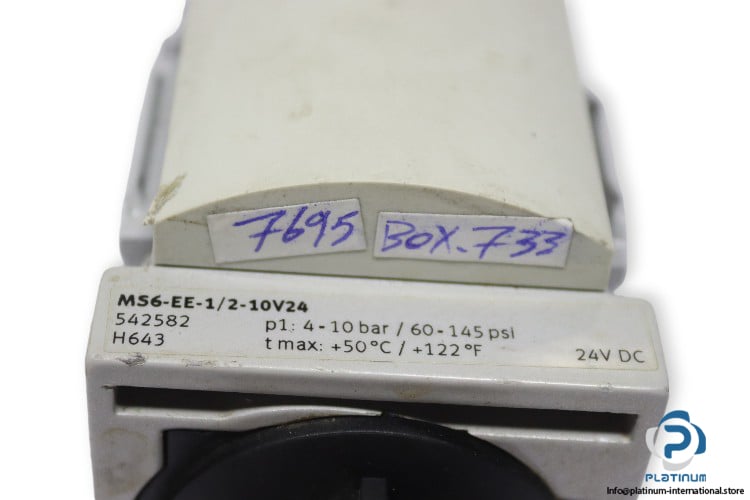 7695 BOX.733
MS6-EE-1/2-10V24
542582 p1: 4-10 bar / 60-145 psi
H643 t max: +50°C / +122°F 24V DC
PLATINUM
Info@platinum-international.store